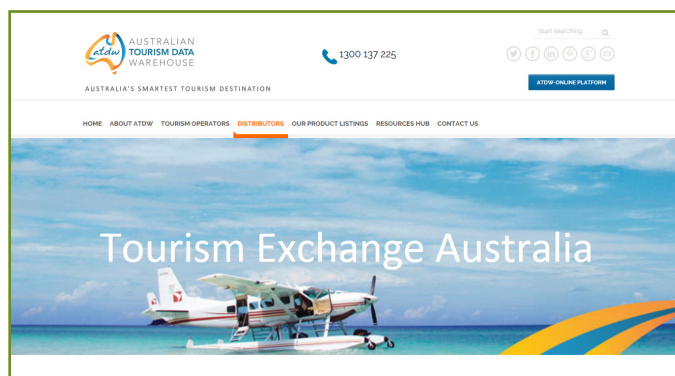 Start searching
AUSTRALIAN
TOURISM DATA
WAREHOUSE
atdw
1300 137 225
AUSTRALIA'S SMARTEST TOURISM DESTINATION
ATDW-ONLINE PLATFORM
HOME ABOUT ATDW TOURISM OPERATORS DISTRIBUTORS OUR PRODUCT LISTINGS RESOURCES HUB CONTACT US
Tourism Exchange Australia